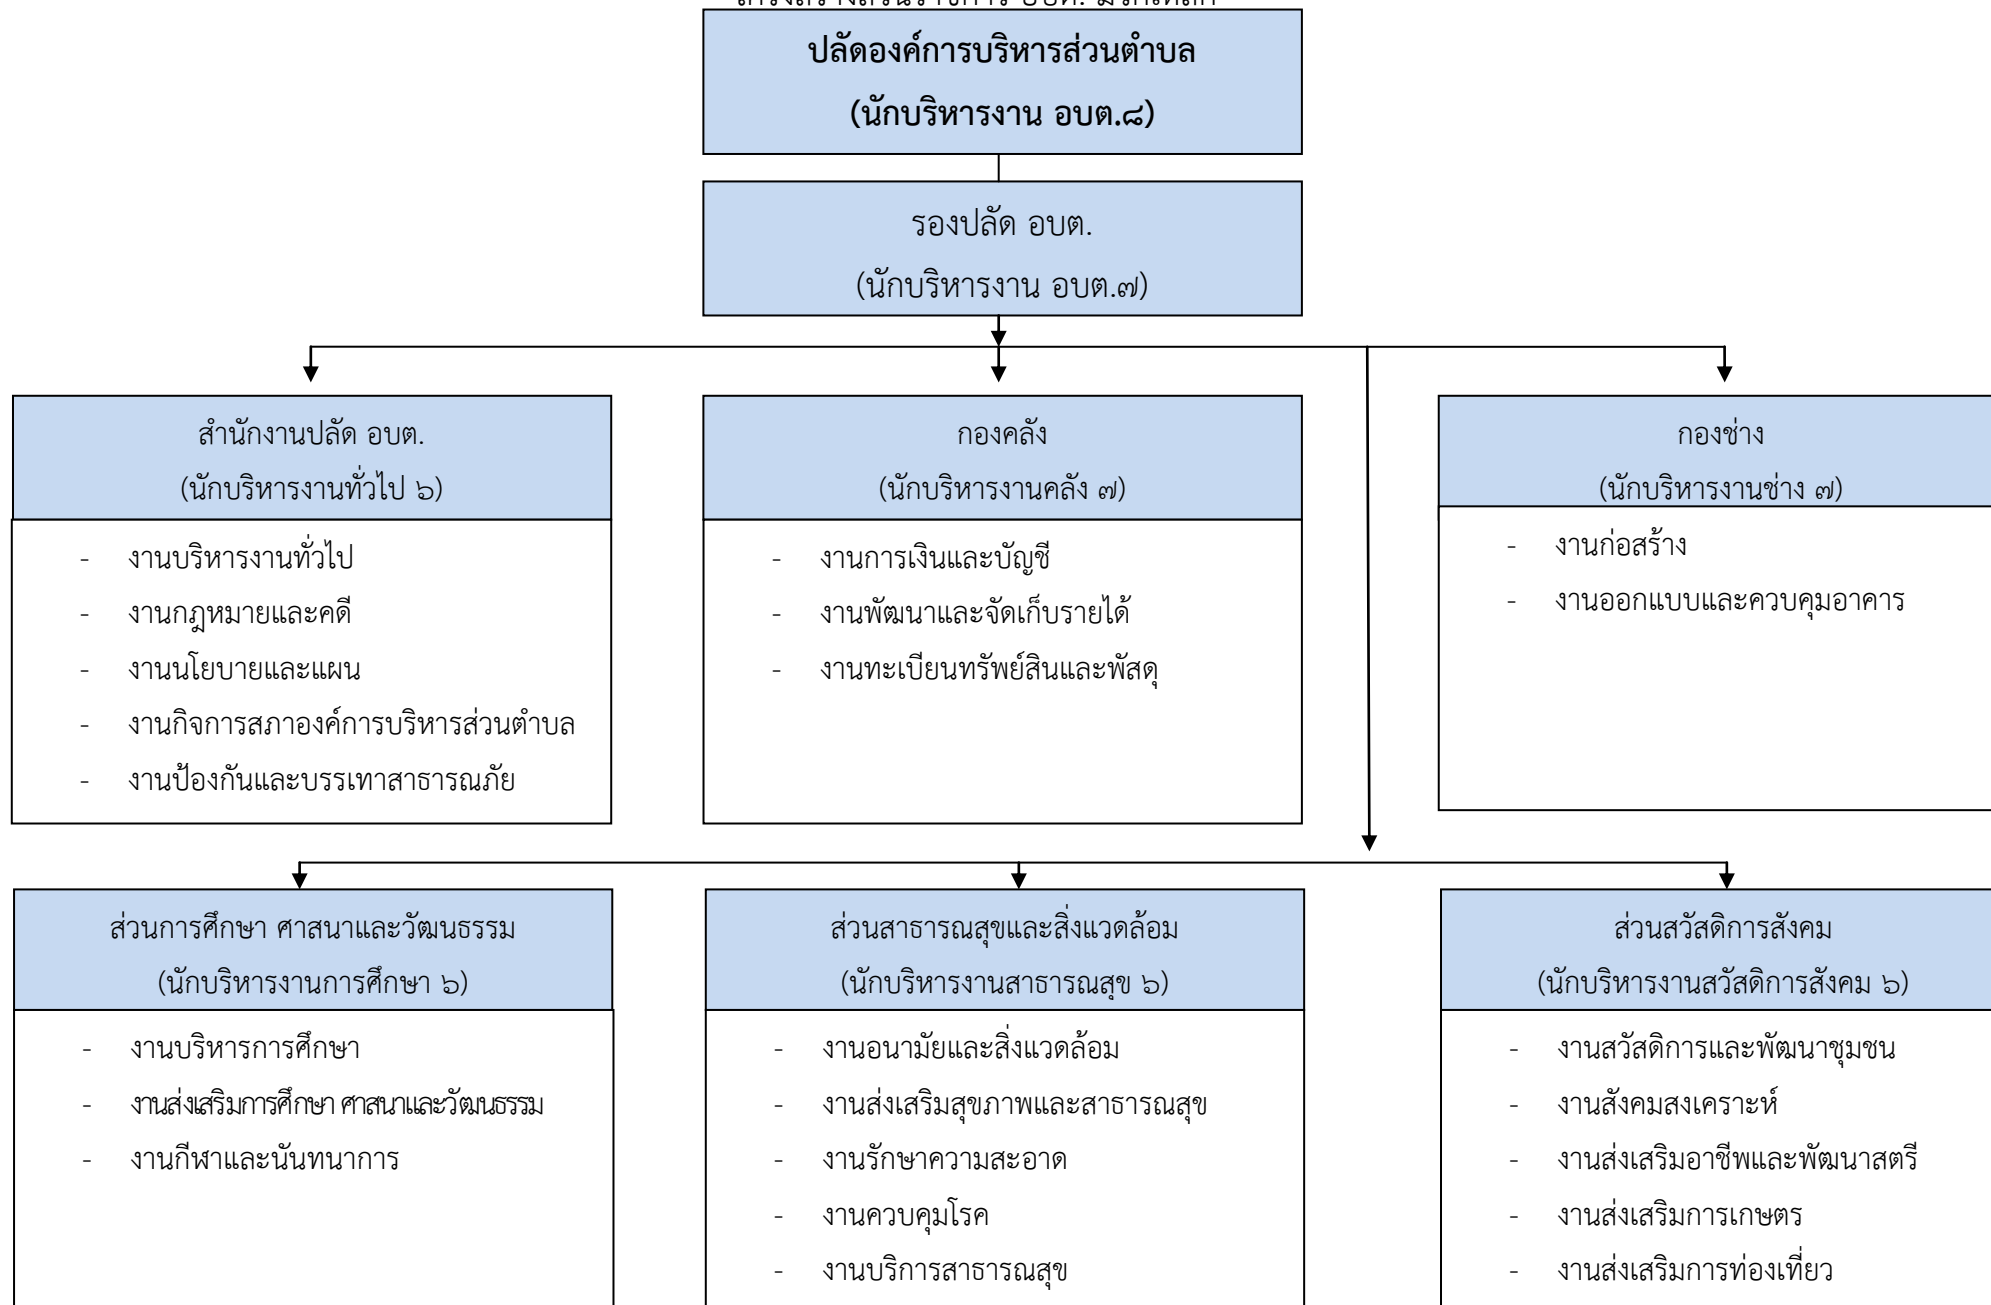 ปลัดองค์การบริหารส่วนตำบล
(นักบริหารงาน อบต.๘)
รองปลัด อบต.
(นักบริหารงาน อบต.๗)
สำนักงานปลัด อบต.
(นักบริหารงานทั่วไป ๖)
- งานบริหารงานทั่วไป
- งานกฎหมายและคดี
- งานนโยบายและแผน
- งานกิจการสภาองค์การบริหารส่วนตำบล
- งานป้องกันและบรรเทาสาธารณภัย
กองคลัง
(นักบริหารงานคลัง ๗)
- งานการเงินและบัญชี
- งานพัฒนาและจัดเก็บรายได้
- งานทะเบียนทรัพย์สินและพัสดุ
กองช่าง
(นักบริหารงานช่าง ๗)
- งานก่อสร้าง
- งานออกแบบและควบคุมอาคาร
ส่วนการศึกษา ศาสนาและวัฒนธรรม
(นักบริหารงานการศึกษา ๖)
- งานบริหารการศึกษา
- งานส่งเสริมการศึกษา ศาสนาและวัฒนธรรม
- งานกีฬาและนันทนาการ
ส่วนสาธารณสุขและสิ่งแวดล้อม
(นักบริหารงานสาธารณสุข ๖)
- งานอนามัยและสิ่งแวดล้อม
- งานส่งเสริมสุขภาพและสาธารณสุข
- งานรักษาความสะอาด
- งานควบคุมโรค
- งานบริการสาธารณสุข
ส่วนสวัสดิการสังคม
(นักบริหารงานสวัสดิการสังคม ๖)
- งานสวัสดิการและพัฒนาชุมชน
- งานสังคมสงเคราะห์
- งานส่งเสริมอาชีพและพัฒนาสตรี
- งานส่งเสริมการเกษตร
- งานส่งเสริมการท่องเที่ยว